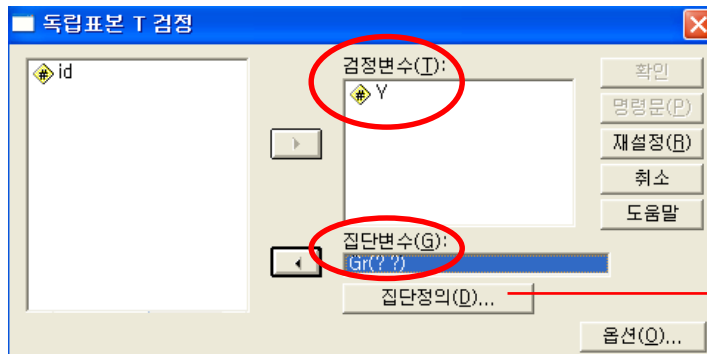 독립표본 T 검정
id
검정변수(T):
Y
집단변수(G):
Gr(? ?)
집단정의(D)...
확인
명령문(P)
재설정(R)
취소
도움말
옵션(O)...